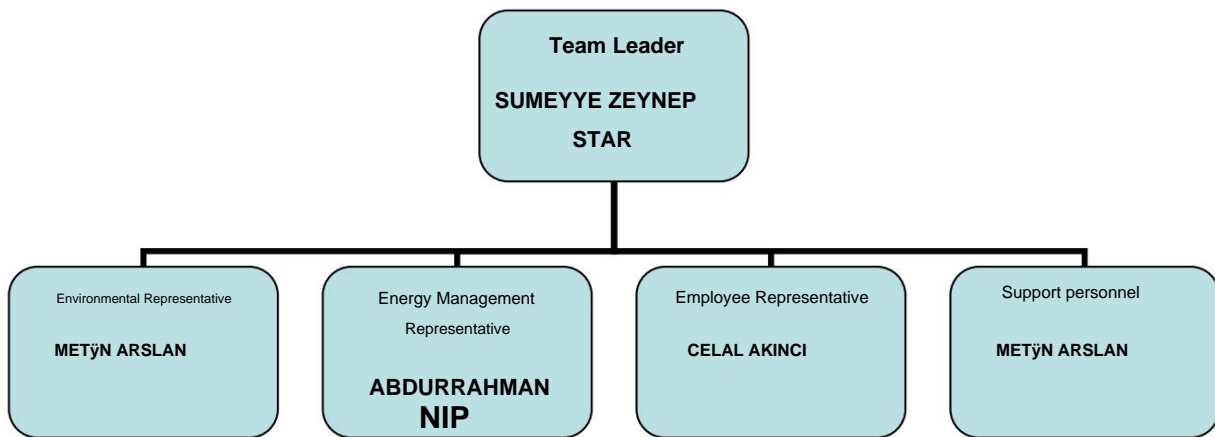 Team Leader
SUMEYYE ZEYNEP
STAR
Environmental Representative
METÿN ARSLAN
Energy Management
Representative
ABDURRAHMAN
NIP
Employee Representative
CELAL AKINCI
Support personnel
METÿN ARSLAN